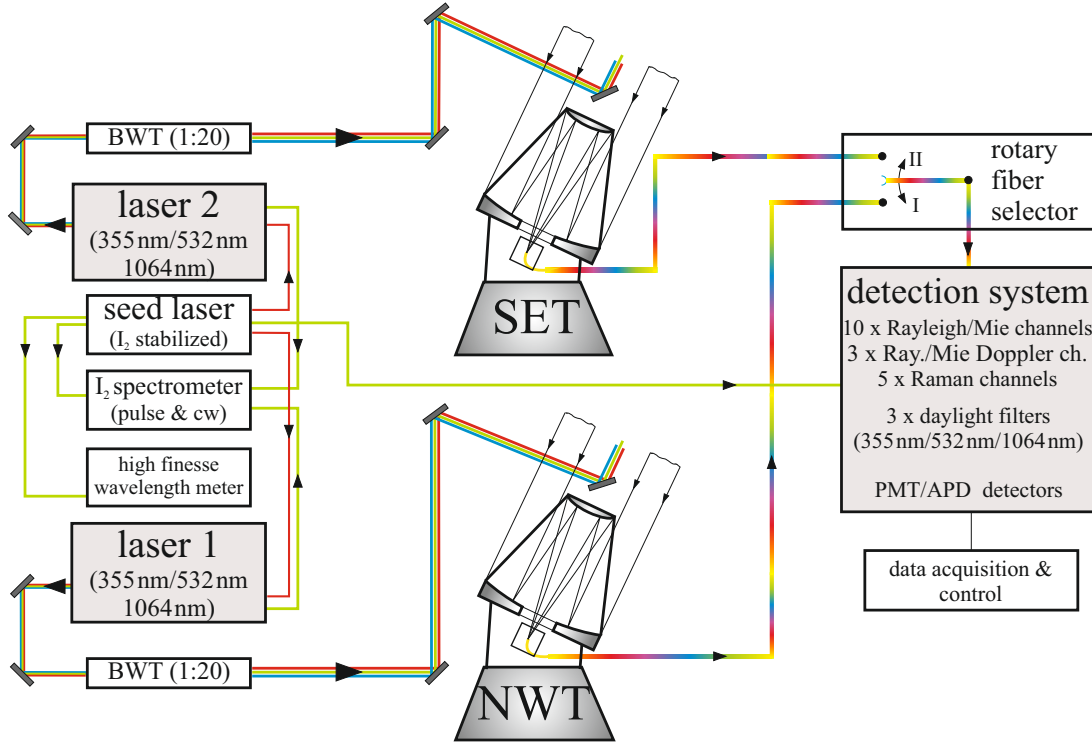 BWT (1:20)
laser 2
(355 nm/532 nm
1064 nm)
seed laser
(I₂ stabilized)
I₂ spectrometer
(pulse & cw)
high finesse
wavelength meter
laser 1
(355 nm/532 nm
1064 nm)
BWT (1:20)
SET
NWT
II
I
rotary
fiber
selector
detection system
10 x Rayleigh/Mie channels
3 x Ray./Mie Doppler ch.
5 x Raman channels
3 x daylight filters
(355 nm/532 nm/1064 nm)
PMT/APD detectors
data acquisition &
control